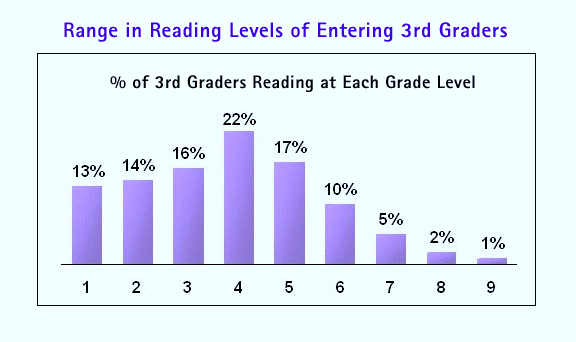 Range in Reading Levels of Entering 3rd Graders
% of 3rd Graders Reading at Each Grade Level
13% 14% 16% 22% 17% 10% 5% 2% 1%
1 2 3 4 5 6 7 8 9